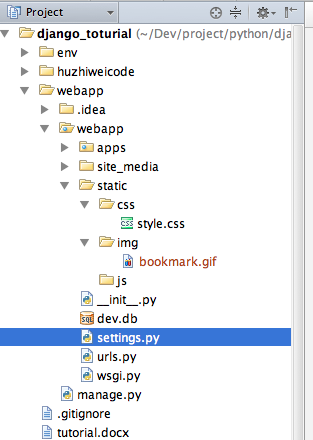 Project
django_toturial (~/Dev/project/python/dja
env
huzhiweicode
webapp
.idea
webapp
apps
site_media
static
css
style.css
img
bookmark.gif
js
__init__.py
dev.db
settings.py
urls.py
wsgi.py
manage.py
.gitignore
tutorial.docx